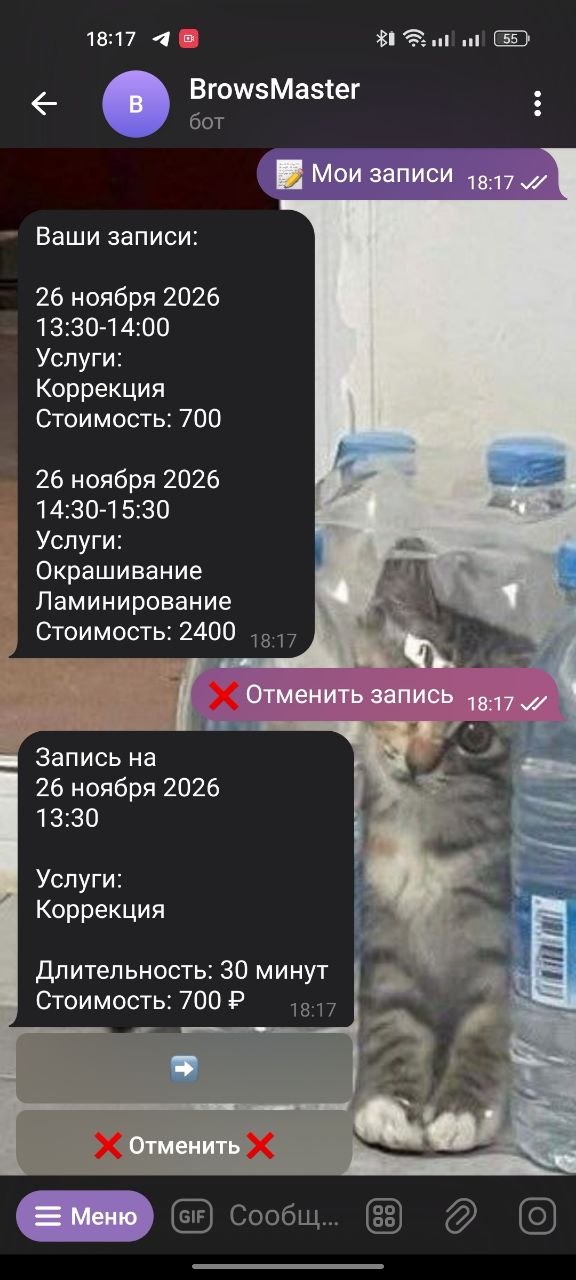 18:17
55
B
BrowsMaster
бот
📝 Мои записи 18:17
Ваши записи:
26 ноября 2026
13:30-14:00
Услуги:
Коррекция
Стоимость: 700
26 ноября 2026
14:30-15:30
Услуги:
Окрашивание
Ламинирование
Стоимость: 2400 18:17
❌ Отменить запись 18:17
Запись на
26 ноября 2026
13:30
Услуги:
Коррекция
Длительность: 30 минут
Стоимость: 700 ₽ 18:17
➡️
❌ Отменить ❌
Меню
GIF
Сообщ...